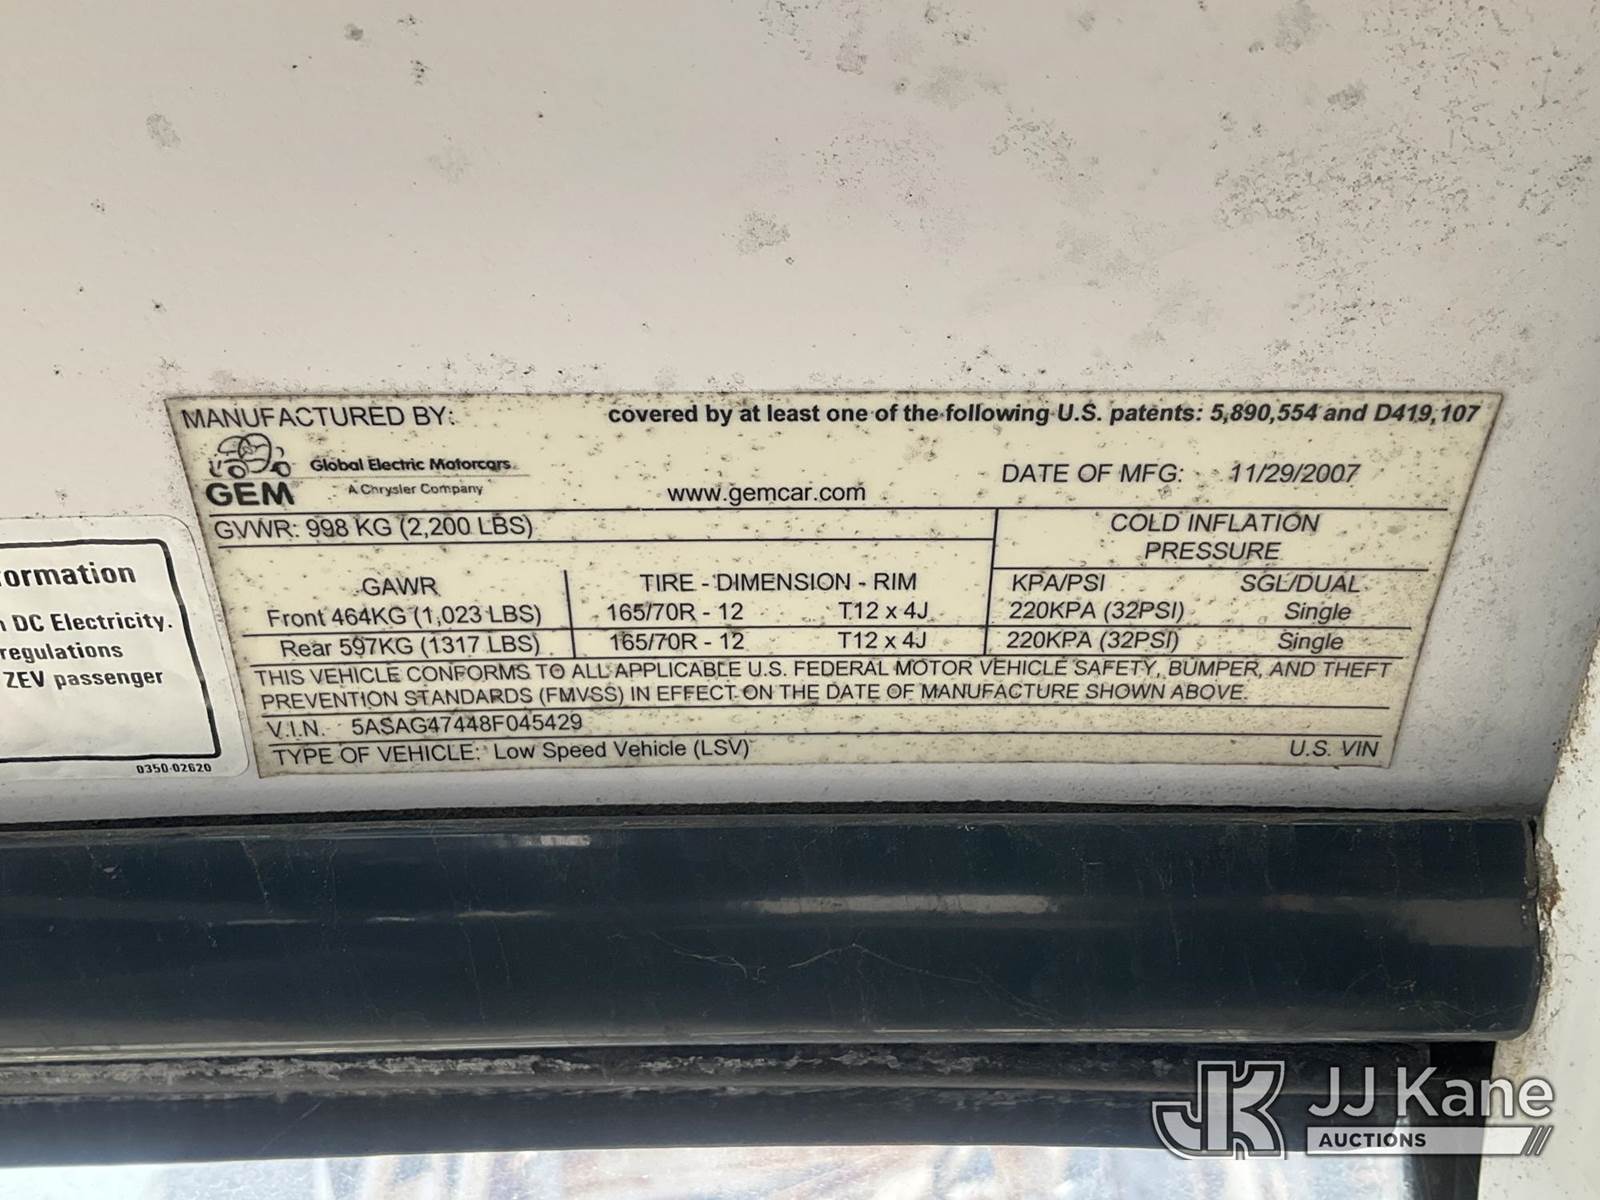 MANUFACTURED BY:
covered by at least one of the following U.S. patents: 5,890,554 and D419,107
GEM
Global Electric Motorcars
A Chrysler Company
www.gemcar.com
DATE OF MFG: 11/29/2007
GVWR: 998 KG (2,200 LBS)
COLD INFLATION
PRESSURE
GAWR TIRE - DIMENSION - RIM KPA/PSI SGL/DUAL
Front 464KG (1,023 LBS) 165/70R - 12 T12 x 4J 220KPA (32PSI) Single
Rear 597KG (1317 LBS) 165/70R - 12 T12 x 4J 220KPA (32PSI) Single
THIS VEHICLE CONFORMS TO ALL APPLICABLE U.S. FEDERAL MOTOR VEHICLE SAFETY, BUMPER, AND THEFT
PREVENTION STANDARDS (FMVSS) IN EFFECT ON THE DATE OF MANUFACTURE SHOWN ABOVE.
V.I.N. 5ASAG47448F045429
TYPE OF VEHICLE: Low Speed Vehicle (LSV) U.S. VIN
DC Electricity.
regulations
ZEV passenger
0350-02620
JK JJ Kane
AUCTIONS